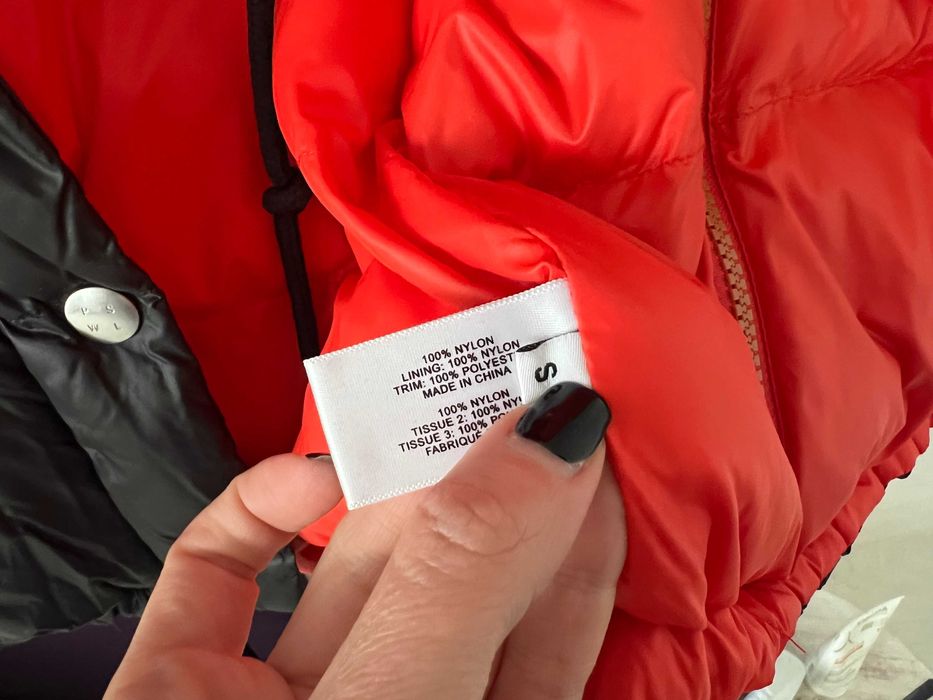 P S
W L
100% NYLON
LINING: 100% NYLON
TRIM: 100% POLYEST
MADE IN CHINA
100% NYLON
TISSUE 2: 100% NY
TISSUE 3: 100% PO
FABRIQUÉ
S